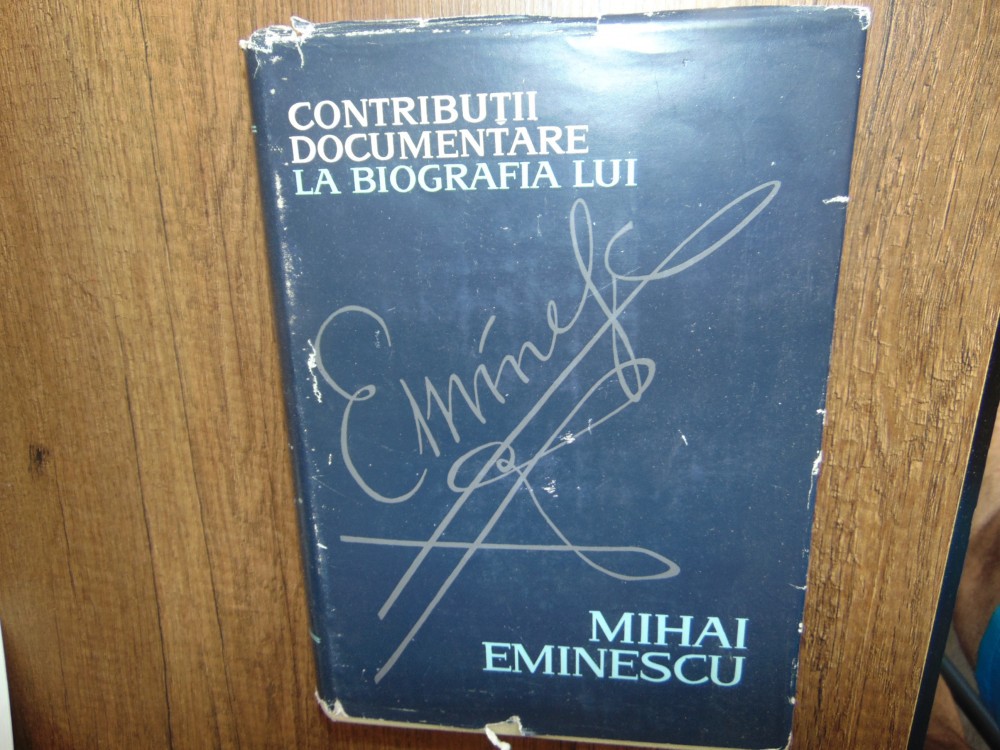 CONTRIBUȚII
DOCUMENTARE
LA BIOGRAFIA LUI
Eminescu
MIHAI
EMINESCU